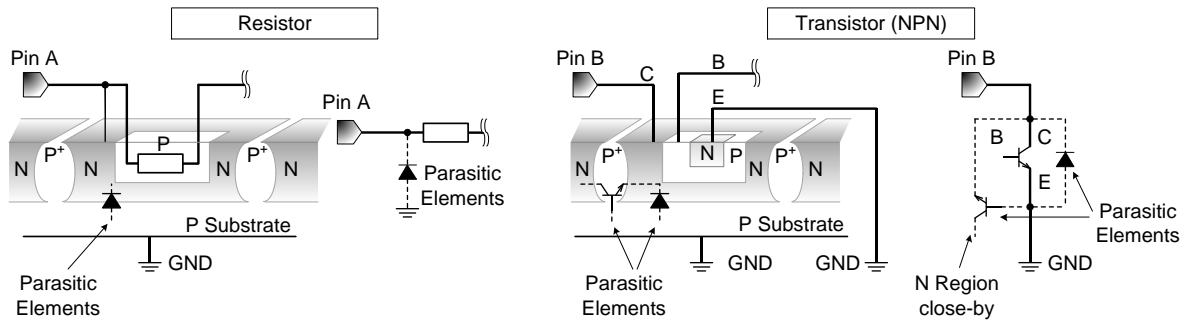 Resistor
Pin A
N
P+
N
P
N
P+
N
Parasitic
Elements
P Substrate
GND
Pin A
Parasitic
Elements
Transistor (NPN)
Pin B
C
B
E
N
P+
N
N
P
P+
N
N
P Substrate
Parasitic
Elements
GND
GND
Pin B
B
C
E
Parasitic
Elements
GND
N Region
close-by